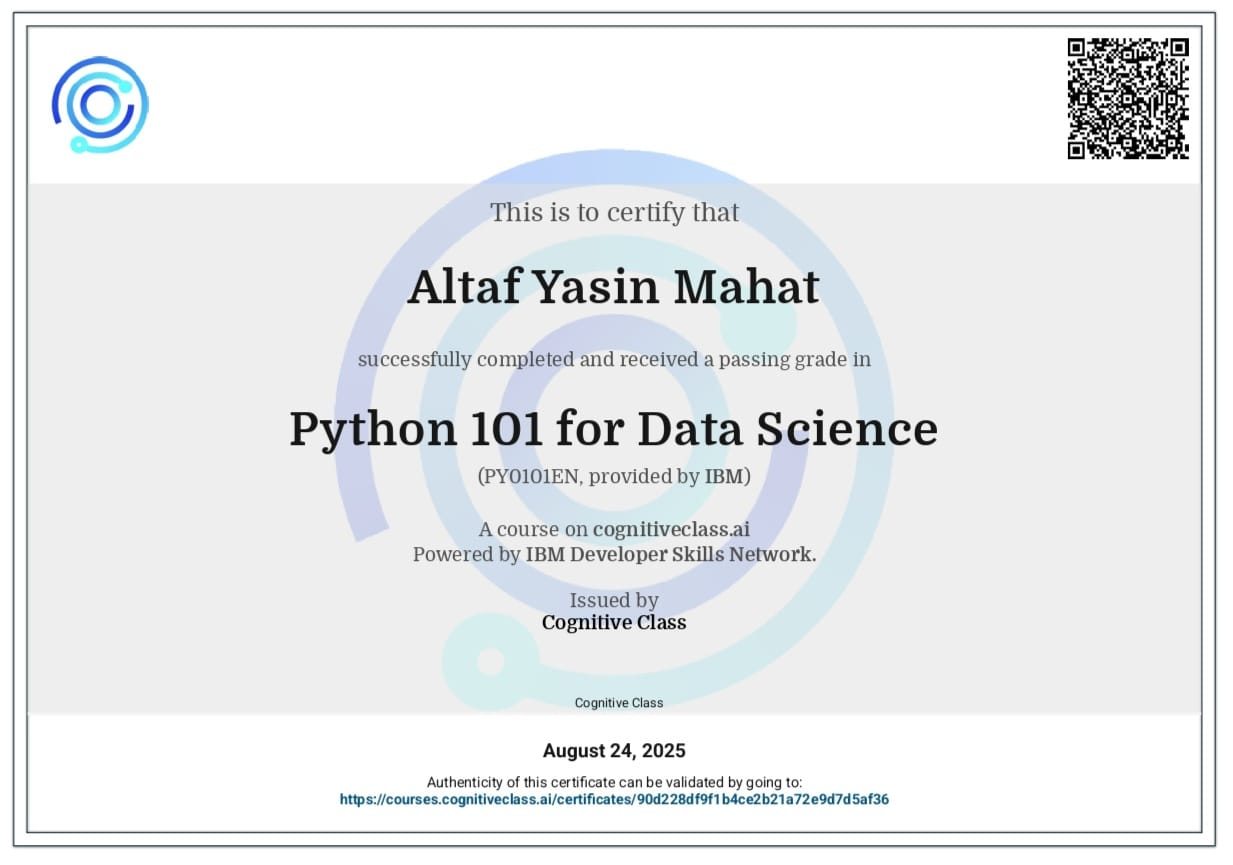 This is to certify that
Altaf Yasin Mahat
successfully completed and received a passing grade in
Python 101 for Data Science
(PY0101EN, provided by IBM)
A course on cognitiveclass.ai
Powered by IBM Developer Skills Network.
Issued by
Cognitive Class
Cognitive Class
August 24, 2025
Authenticity of this certificate can be validated by going to:
https://courses.cognitiveclass.ai/certificates/90d228df9f1b4ce2b21a72e9d7d5af36